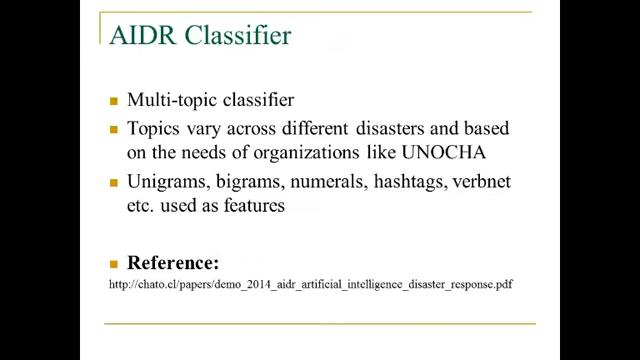 AIDR Classifier
Multi-topic classifier
Topics vary across different disasters and based
on the needs of organizations like UNOCHA
Unigrams, bigrams, numerals, hashtags, verbnet
etc. used as features
Reference:
http://chato.cl/papers/demo_2014_aidr_artificial_intelligence_disaster_response.pdf